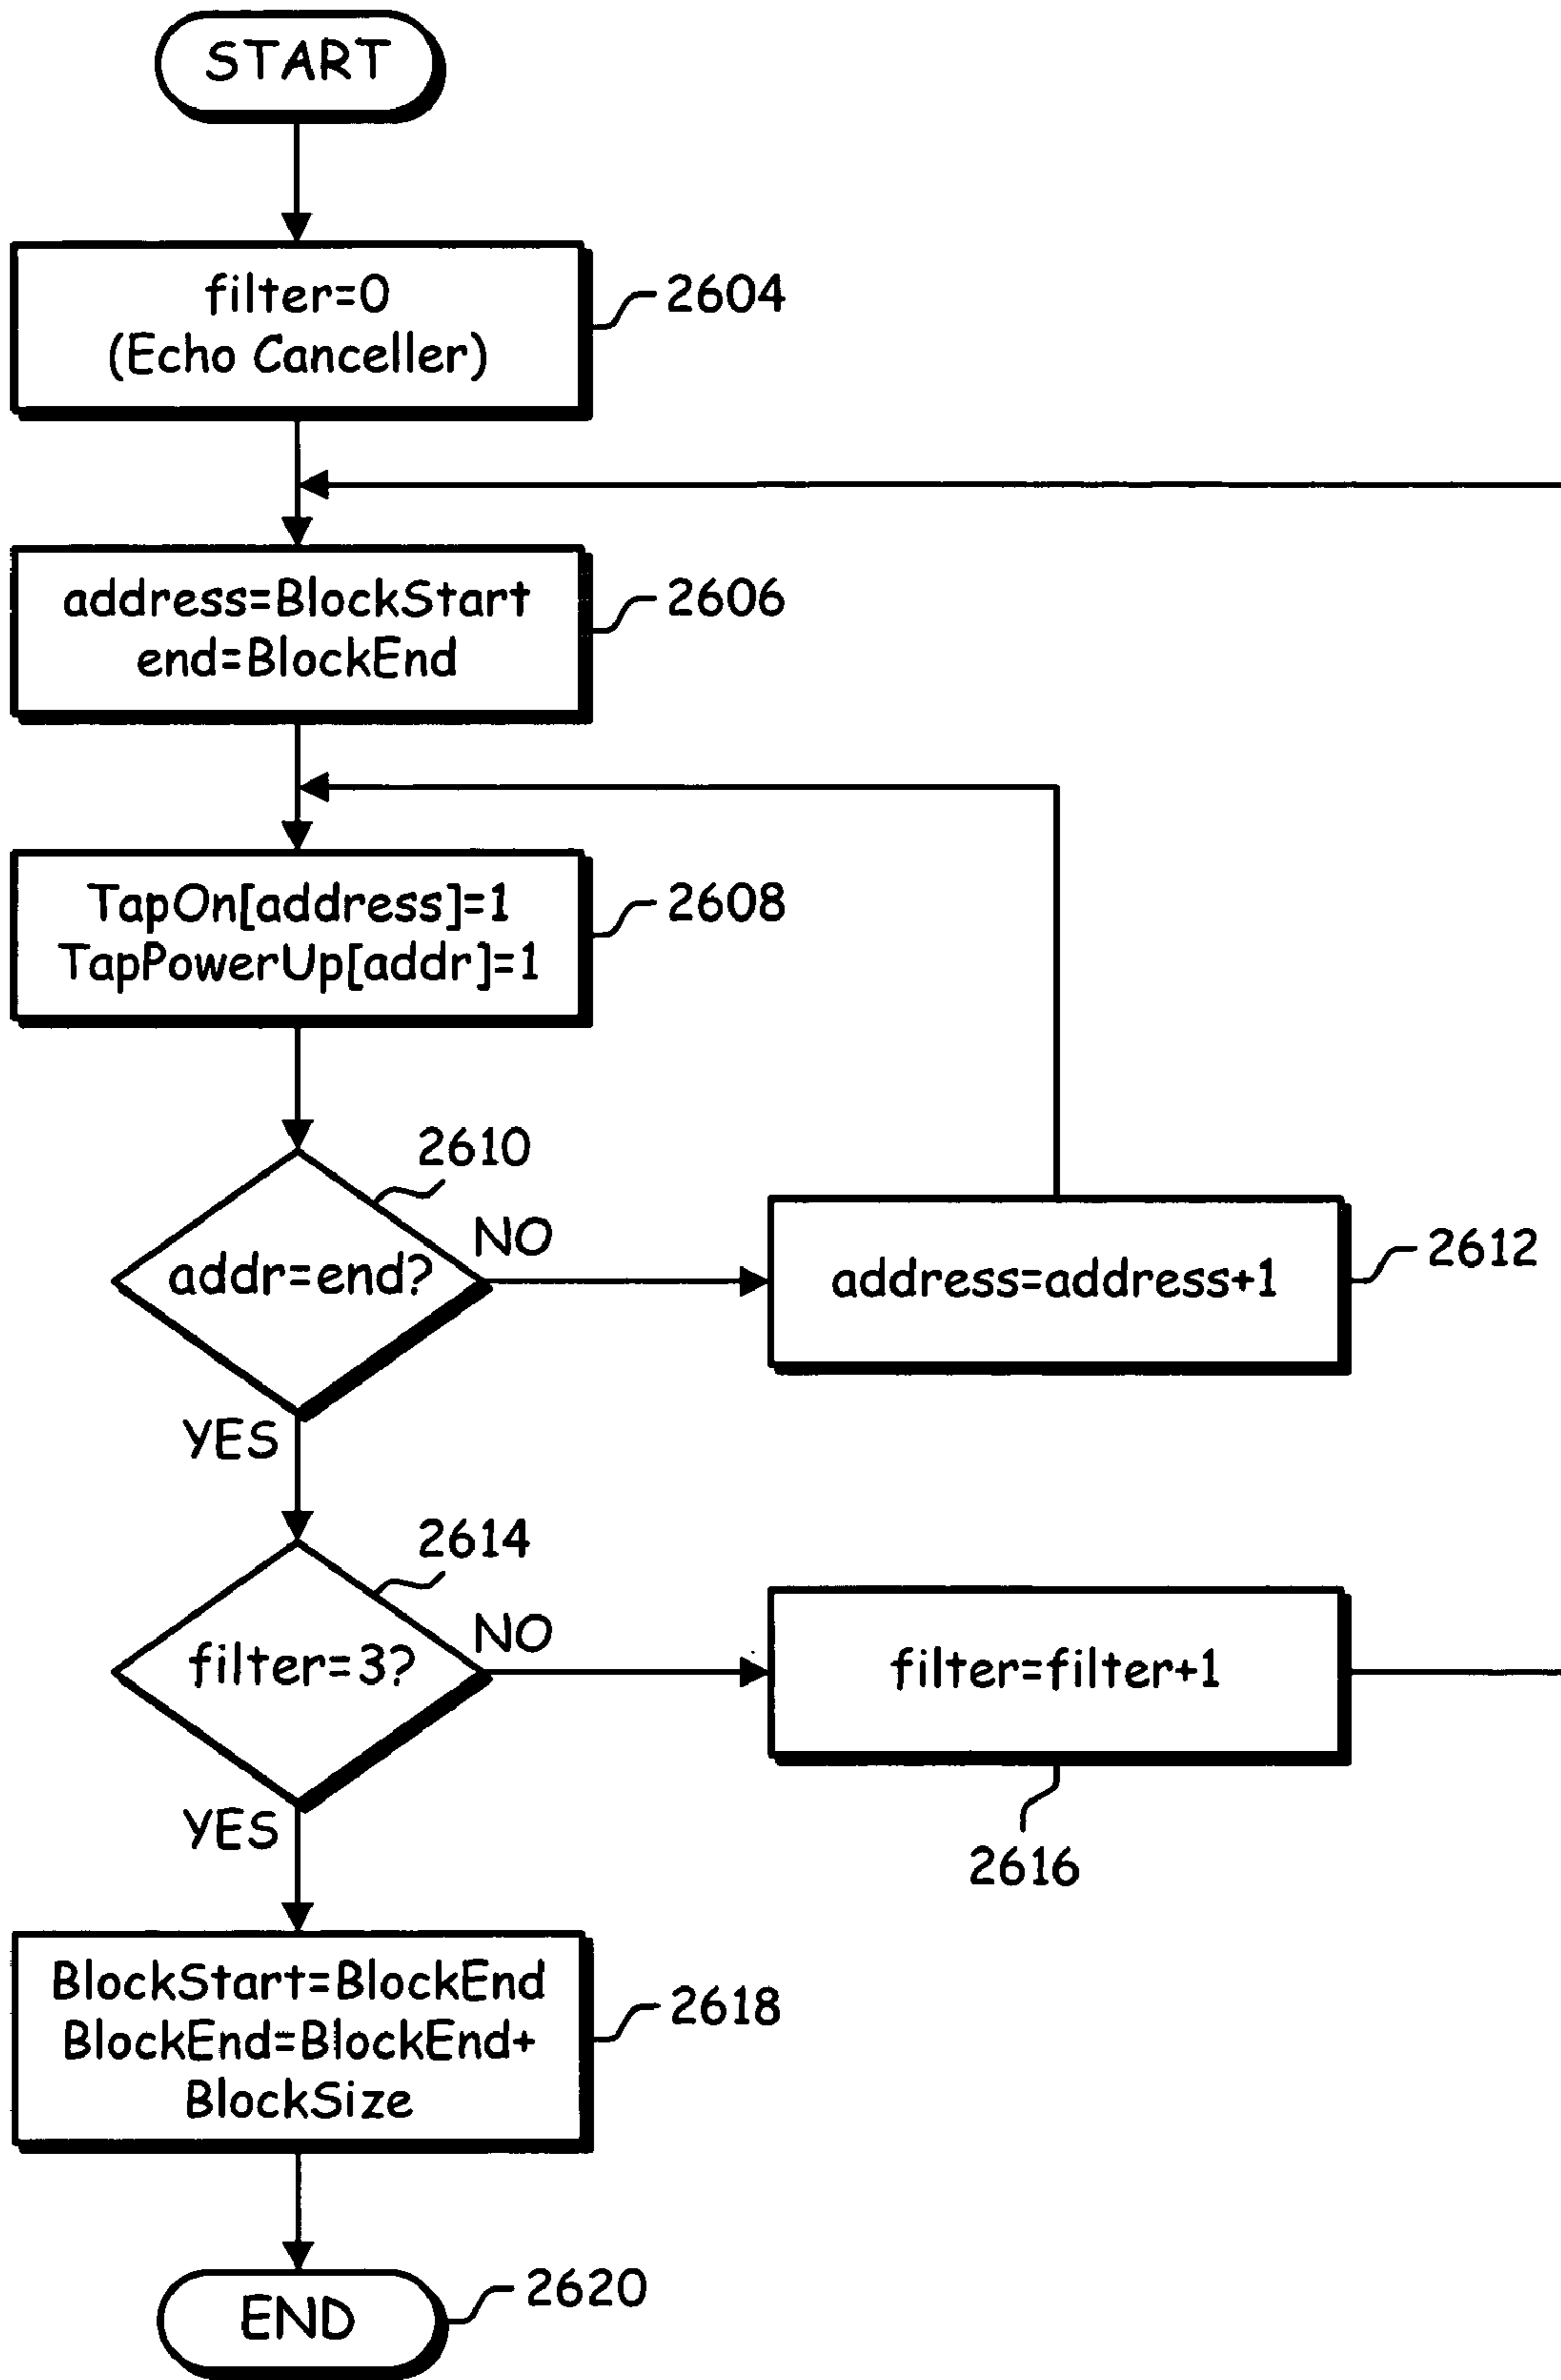 START
filter=0
(Echo Canceller)
2604
address=BlockStart
end=BlockEnd
2606
TapOn[address]=1
TapPowerUp[addr]=1
2608
2610
addr=end?
NO
address=address+1
2612
YES
2614
filter=3?
NO
filter=filter+1
2616
YES
BlockStart=BlockEnd
BlockEnd=BlockEnd+
BlockSize
2618
END
2620